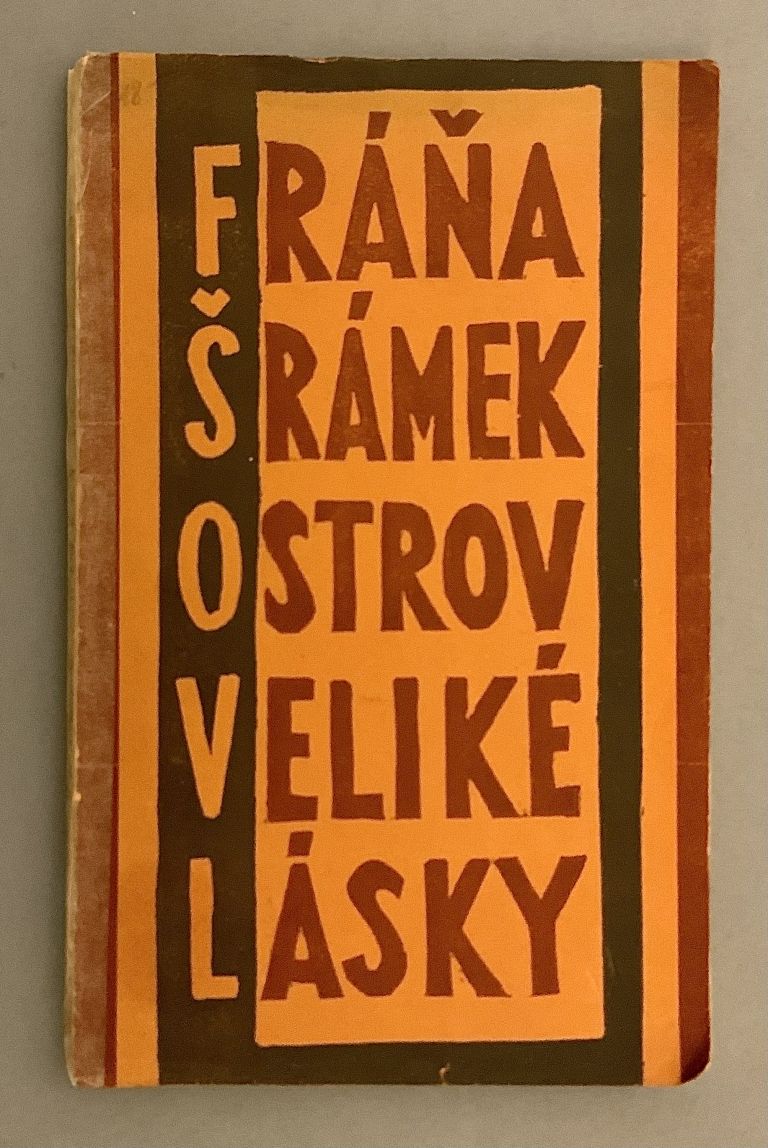 FRÁŇA
ŠRÁMEK
OSTROV
VELIKÉ
LÁSKY